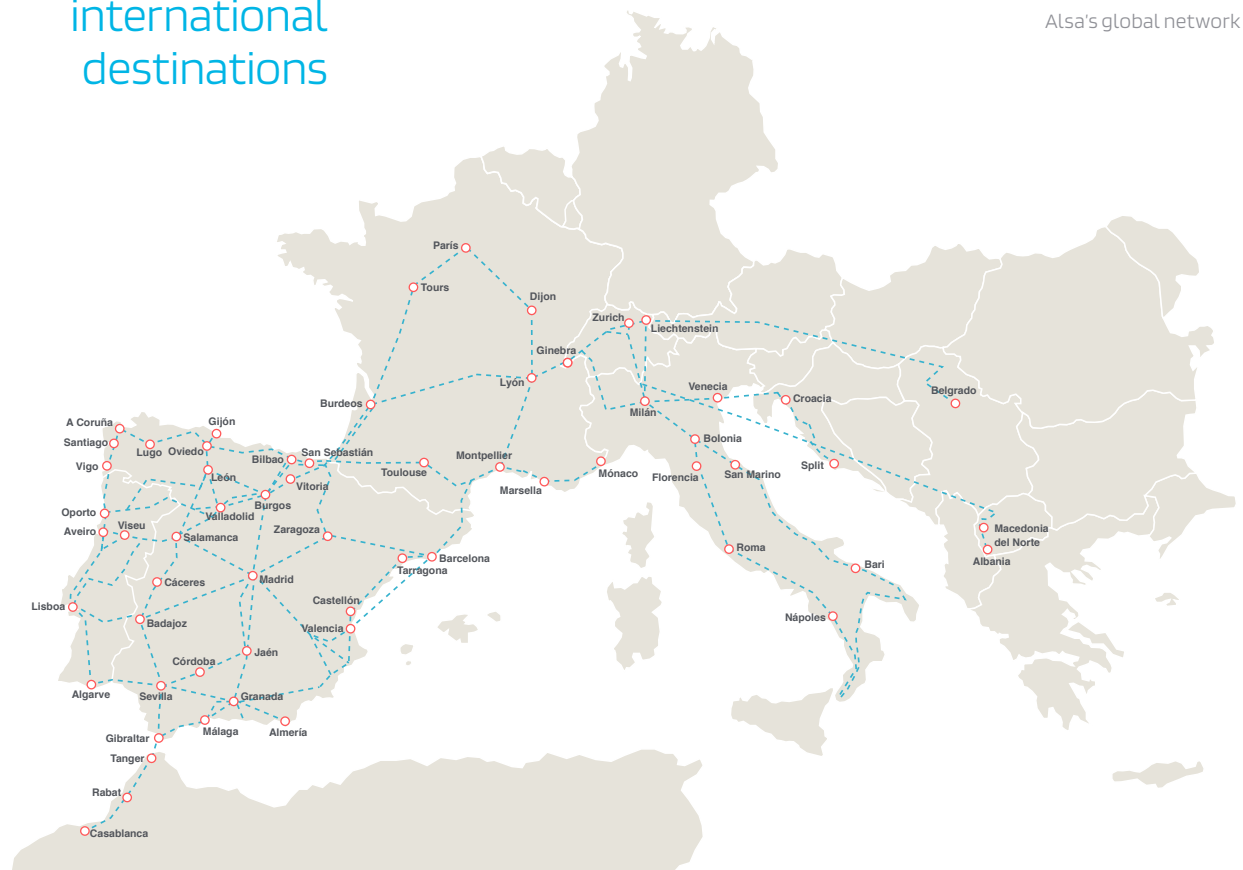 international
destinations
Alsa's global network
París
Tours
Dijon
Zurich
Liechtenstein
Ginebra
Lyón
Burdeos
Milán
Venecia
Croacia
Belgrado
A Coruña
Gijón
Santiago
Lugo
Oviedo
Bilbao
San Sebastián
Vigo
León
Vitoria
Toulouse
Montpellier
Marsella
Mónaco
Bolonia
Florencia
San Marino
Split
Oporto
Burgos
Valladolid
Aveiro
Viseu
Salamanca
Zaragoza
Barcelona
Tarragona
Macedonia
del Norte
Albania
Roma
Bari
Cáceres
Madrid
Lisboa
Badajoz
Castellón
Valencia
Nápoles
Córdoba
Jaén
Algarve
Sevilla
Granada
Málaga
Almería
Gibraltar
Tanger
Rabat
Casablanca